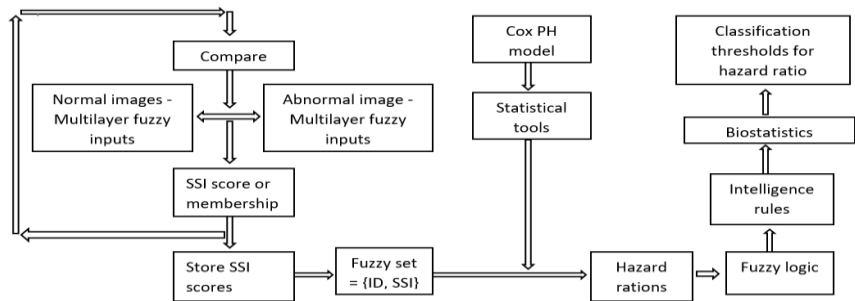 Compare
Normal images -
Multilayer fuzzy
inputs
Abnormal image -
Multilayer fuzzy
inputs
SSI score or
membership
Store SSI
scores
Fuzzy set
= {ID, SSI}
Cox PH
model
Statistical
tools
Hazard
rations
Fuzzy logic
Intelligence
rules
Biostatistics
Classification
thresholds for
hazard ratio